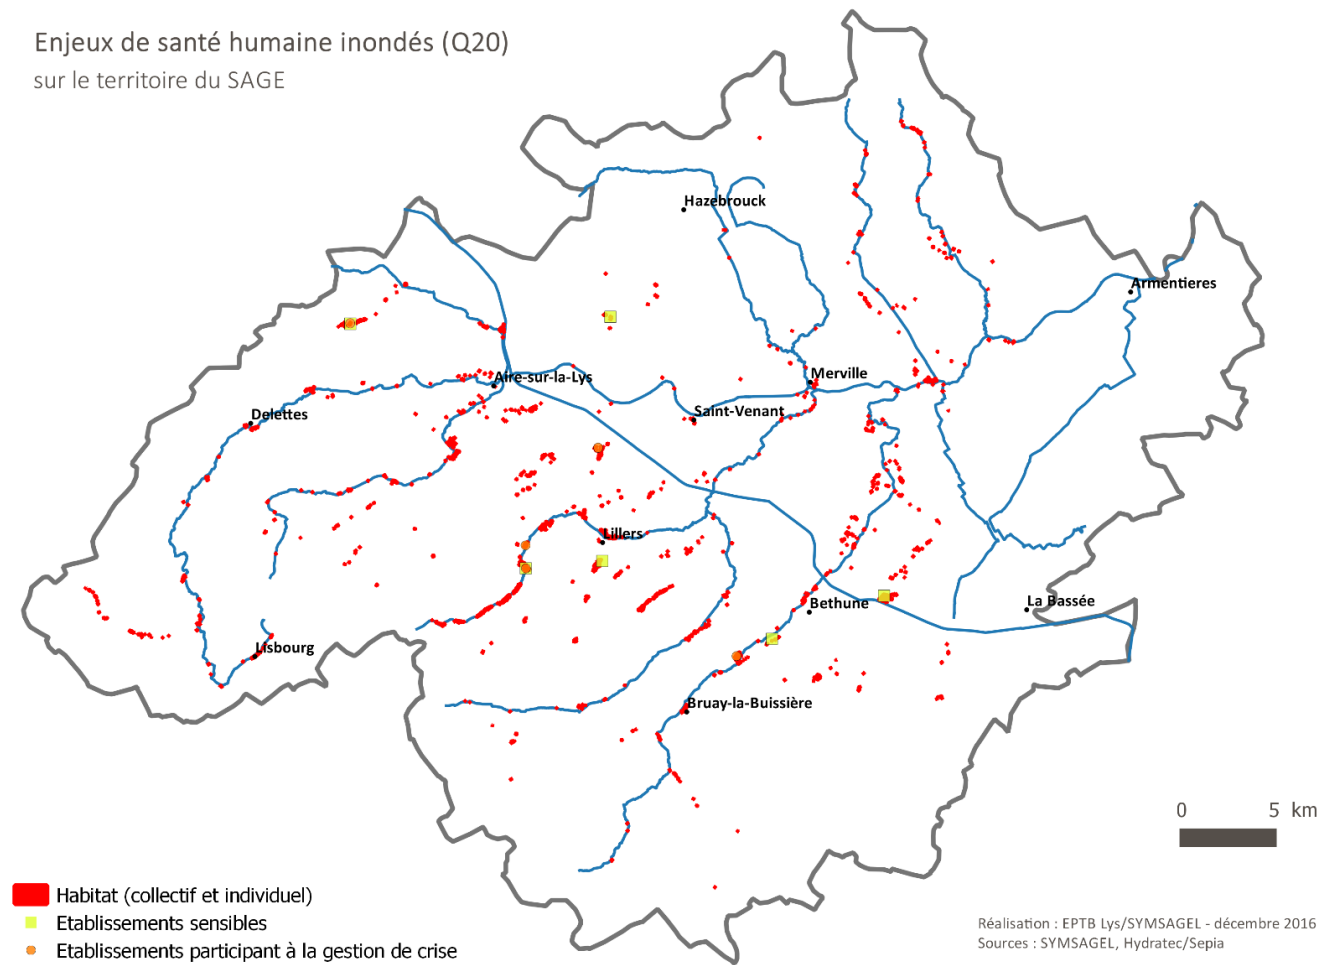 Enjeux de santé humaine inondés (Q20)
sur le territoire du SAGE
Hazebrouck
Armentieres
Aire-sur-la-Lys
Merville
Delettes
Saint-Venant
Lillers
Bethune
La Bassée
Lisbourg
Bruay-la-Buissière
0 5 km
Habitat (collectif et individuel)
Etablissements sensibles
Etablissements participant à la gestion de crise
Réalisation : EPTB Lys/SYMSAGEL - décembre 2016
Sources : SYMSAGEL, Hydratec/Sepia